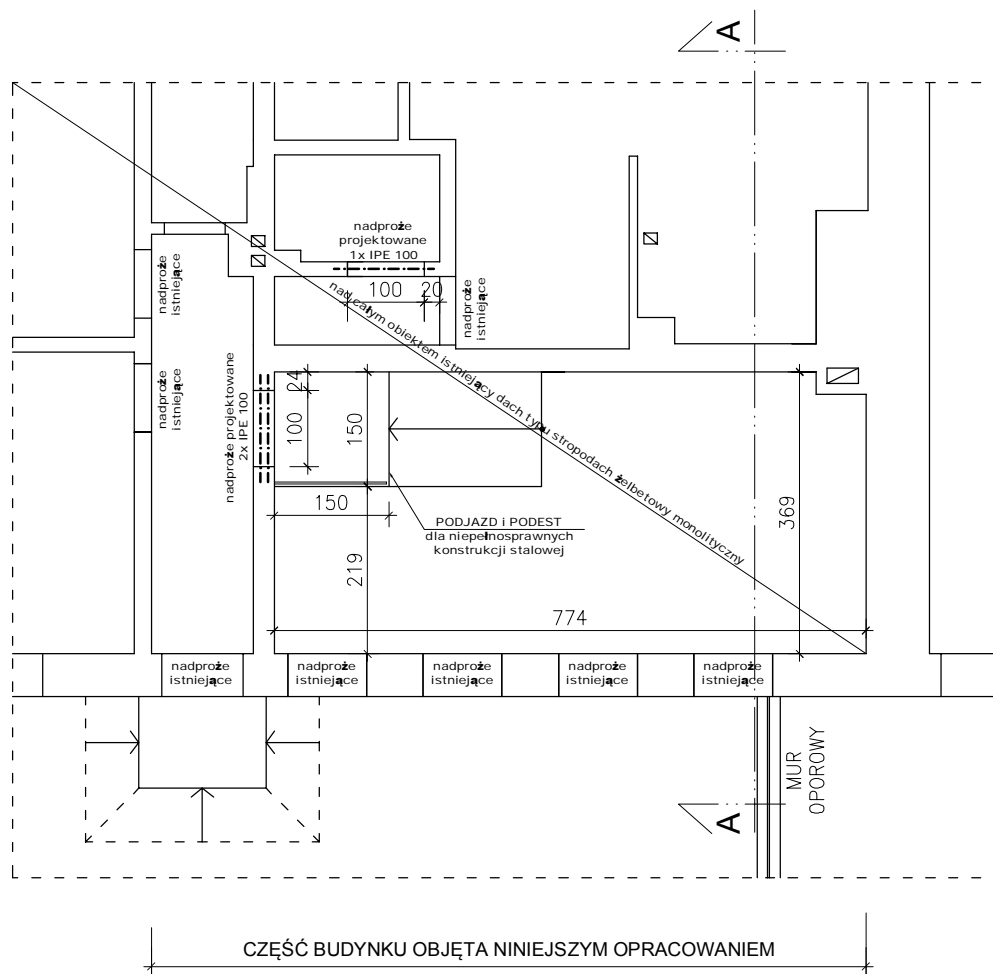 A
nadproże
projektowane
1x IPE 100
100
20
nadproże
istniejące
nadproże
istniejące
nad całym obiektem istniejący dach typu stropodach żelbetowy monolityczny
nadproże
istniejące
nadproże projektowane
2x IPE 100
24
100
150
150
PODJAZD i PODEST
dla niepełnosprawnych
konstrukcji stalowej
219
369
774
nadproże
istniejące
nadproże
istniejące
nadproże
istniejące
nadproże
istniejące
nadproże
istniejące
MUR
OPOROWY
A
CZĘŚĆ BUDYNKU OBJĘTA NINIEJSZYM OPRACOWANIEM